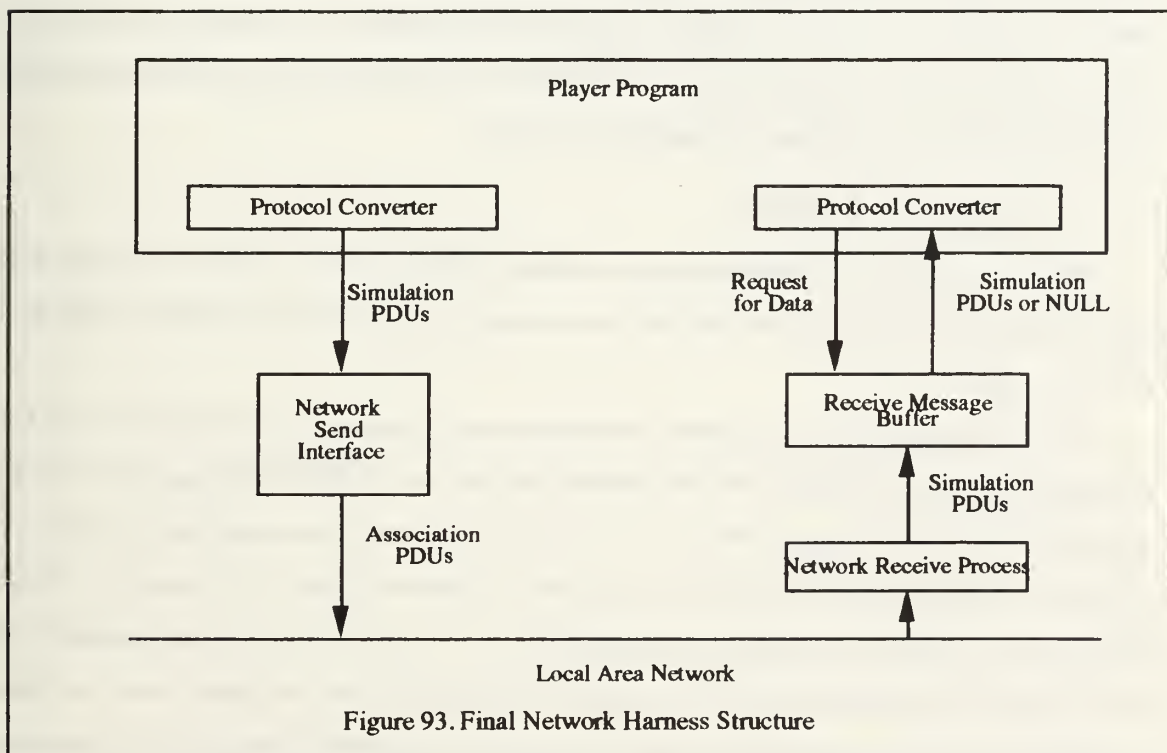 Player Program
Protocol Converter
Protocol Converter
Simulation
PDUs
Request
for Data
Simulation
PDUs or NULL
Network
Send
Interface
Receive Message
Buffer
Association
PDUs
Simulation
PDUs
Network Receive Process
Local Area Network
Figure 93. Final Network Harness Structure